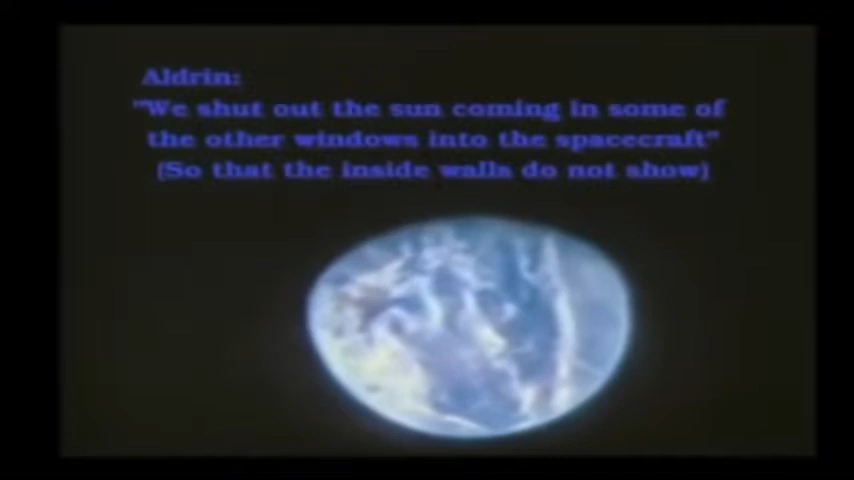 Aldrin:
"We shut out the sun coming in some of
the other windows into the spacecraft"
(So that the inside walls do not show)